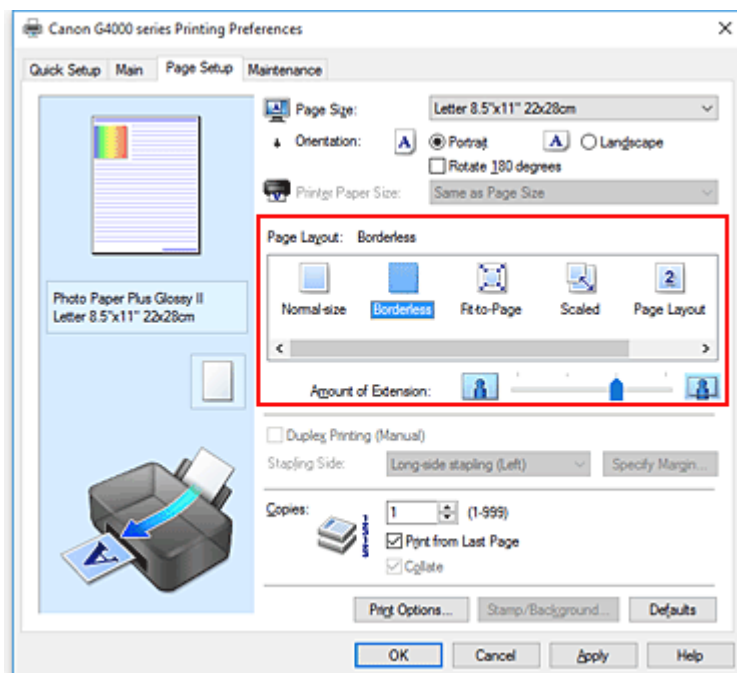 Canon G4000 series Printing Preferences
Quick Setup Main Page Setup Maintenance
Page Size: Letter 8.5"x11" 22x28cm
Orientation: A Portrait A Landscape
Rotate 180 degrees
Printer Paper Size: Same as Page Size
Page Layout: Borderless
Normal-size Borderless Fit-to-Page Scaled Page Layout
Photo Paper Plus Glossy II
Letter 8.5"x11" 22x28cm
Amount of Extension:
Duplex Printing (Manual)
Stapling Side: Long-side stapling (Left) Specify Margin...
Copies: 1 (1-999)
Print from Last Page
Collate
Print Options... Stamp/Background... Defaults
OK Cancel Apply Help